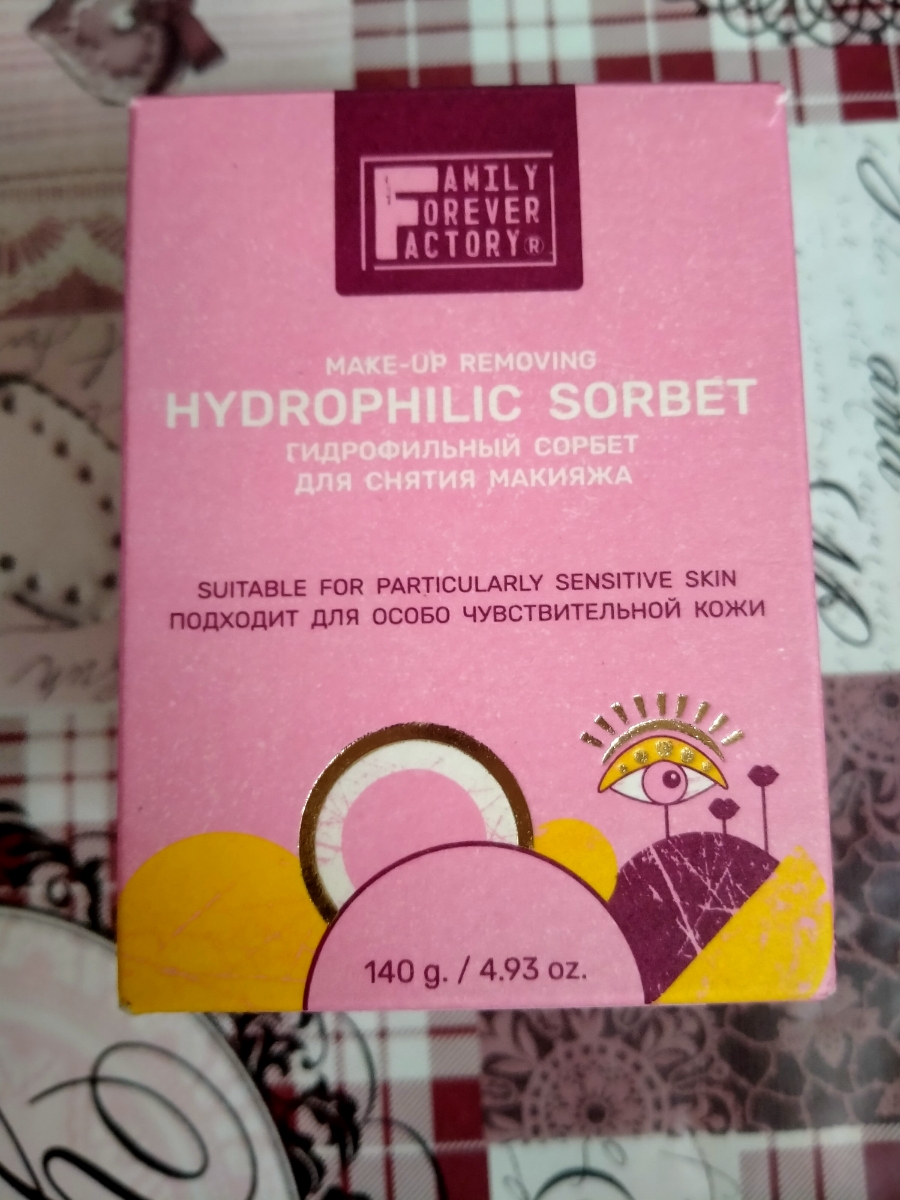 FAMILY
FOREVER
FACTORY®
MAKE-UP REMOVING
HYDROPHILIC SORBET
ГИДРОФИЛЬНЫЙ СОРБЕТ
ДЛЯ СНЯТИЯ МАКИЯЖА
SUITABLE FOR PARTICULARLY SENSITIVE SKIN
ПОДХОДИТ ДЛЯ ОСОБО ЧУВСТВИТЕЛЬНОЙ КОЖИ
140 g. / 4.93 oz.